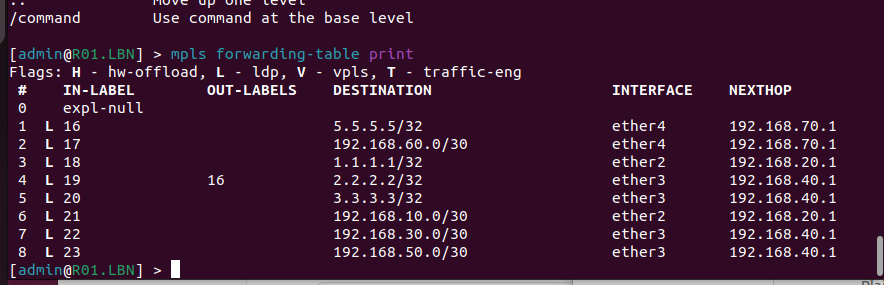 ..              Move up one level
/command        Use command at the base level

[admin@R01.LBN] > mpls forwarding-table print
Flags: H - hw-offload, L - ldp, V - vpls, T - traffic-eng
#    IN-LABEL    OUT-LABELS  DESTINATION    INTERFACE  NEXTHOP
0    expl-null
1  L 16    5.5.5.5/32    ether4    192.168.70.1
2  L 17    192.168.60.0/30    ether4    192.168.70.1
3  L 18    1.1.1.1/32    ether2    192.168.20.1
4  L 19    16    2.2.2.2/32    ether3    192.168.40.1
5  L 20    3.3.3.3/32    ether3    192.168.40.1
6  L 21    192.168.10.0/30    ether2    192.168.20.1
7  L 22    192.168.30.0/30    ether3    192.168.40.1
8  L 23    192.168.50.0/30    ether3    192.168.40.1
[admin@R01.LBN] >